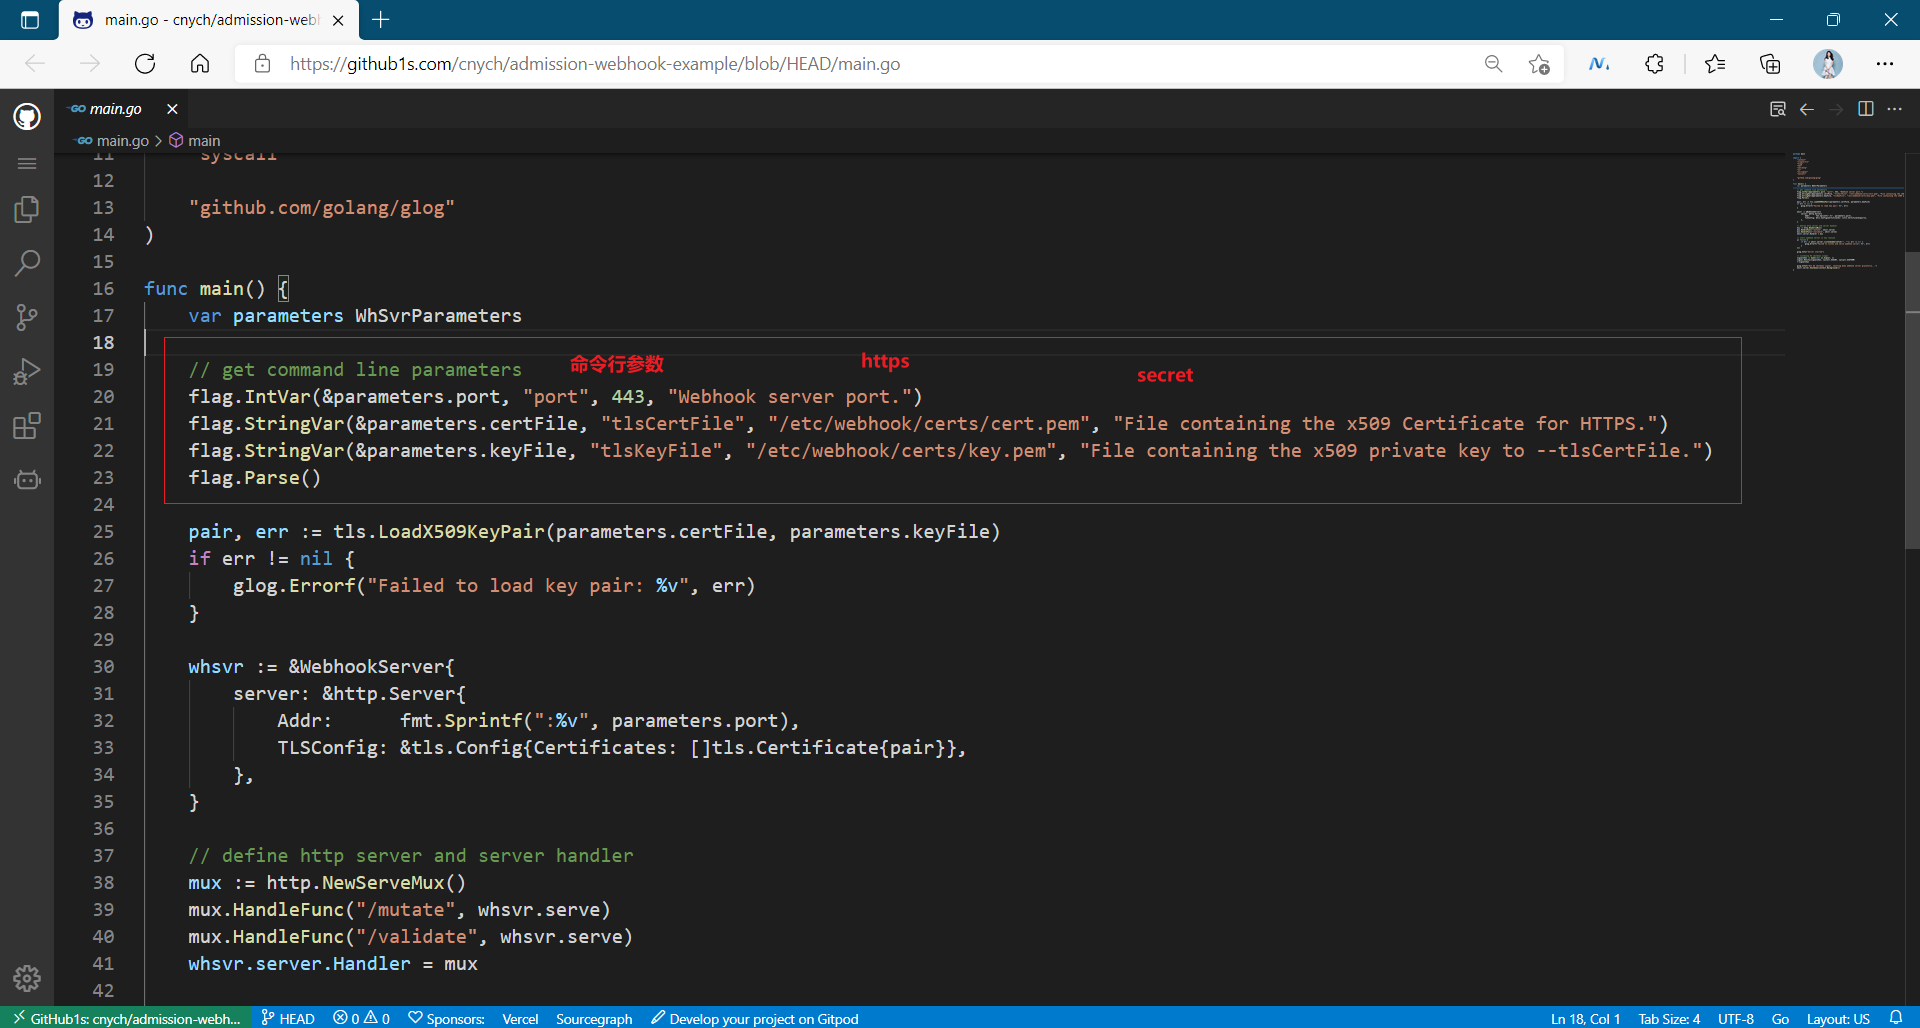 main.go - cnych/admission-webh
https://github1s.com/cnych/admission-webhook-example/blob/HEAD/main.go
GO main.go
GO main.go > main
11 "syscall"
12
13 "github.com/golang/glog"
14 )
15
16 func main() {
17 var parameters WhSvrParameters
18
19 // get command line parameters 命令行参数 https secret
20 flag.IntVar(&parameters.port, "port", 443, "Webhook server port.")
21 flag.StringVar(&parameters.certFile, "tlsCertFile", "/etc/webhook/certs/cert.pem", "File containing the x509 Certificate for HTTPS.")
22 flag.StringVar(&parameters.keyFile, "tlsKeyFile", "/etc/webhook/certs/key.pem", "File containing the x509 private key to --tlsCertFile.")
23 flag.Parse()
24
25 pair, err := tls.LoadX509KeyPair(parameters.certFile, parameters.keyFile)
26 if err != nil {
27 glog.Errorf("Failed to load key pair: %v", err)
28 }
29
30 whsvr := &WebhookServer{
31 server: &http.Server{
32 Addr: fmt.Sprintf(":%v", parameters.port),
33 TLSConfig: &tls.Config{Certificates: []tls.Certificate{pair}},
34 },
35 }
36
37 // define http server and server handler
38 mux := http.NewServeMux()
39 mux.HandleFunc("/mutate", whsvr.serve)
40 mux.HandleFunc("/validate", whsvr.serve)
41 whsvr.server.Handler = mux
42
GitHub1s: cnych/admission-webh... HEAD 0 0 Sponsors: Vercel Sourcegraph Develop your project on Gitpod Ln 18, Col 1 Tab Size: 4 UTF-8 Go Layout: US